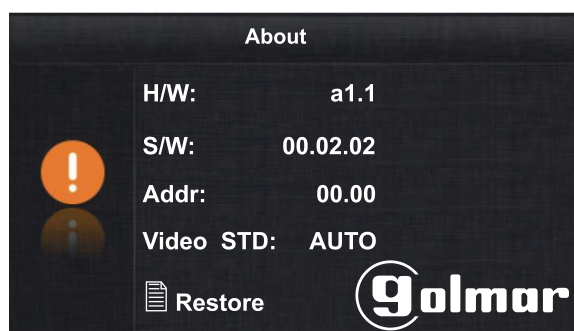 About
H/W: a1.1
S/W: 00.02.02
Addr: 00.00
Video STD: AUTO
Restore
golmar